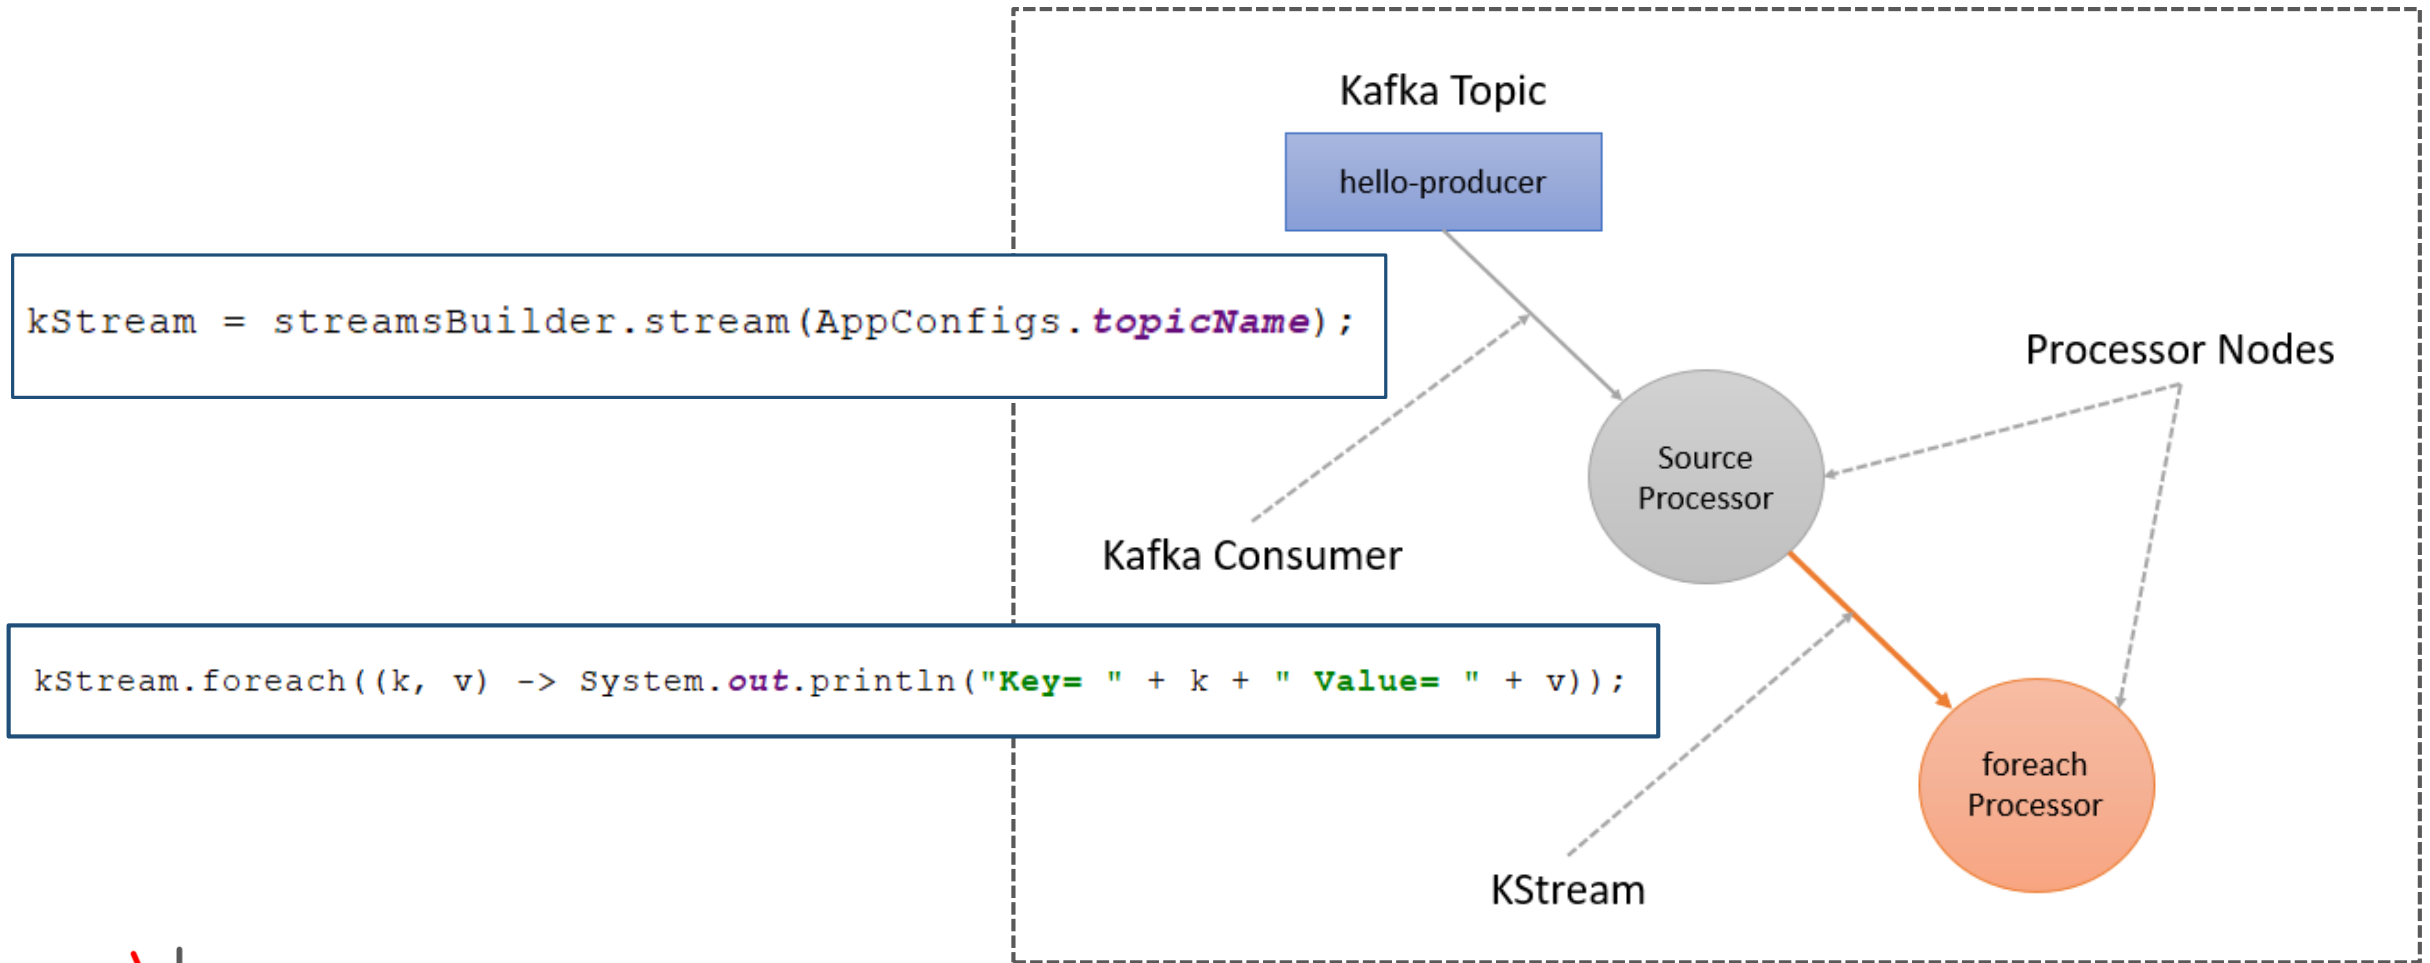 Kafka Topic
hello-producer
kStream = streamsBuilder.stream(AppConfigs.topicName);
Processor Nodes
Source
Processor
Kafka Consumer
kStream.foreach((k, v) -> System.out.println("Key= " + k + " Value= " + v));
foreach
Processor
KStream